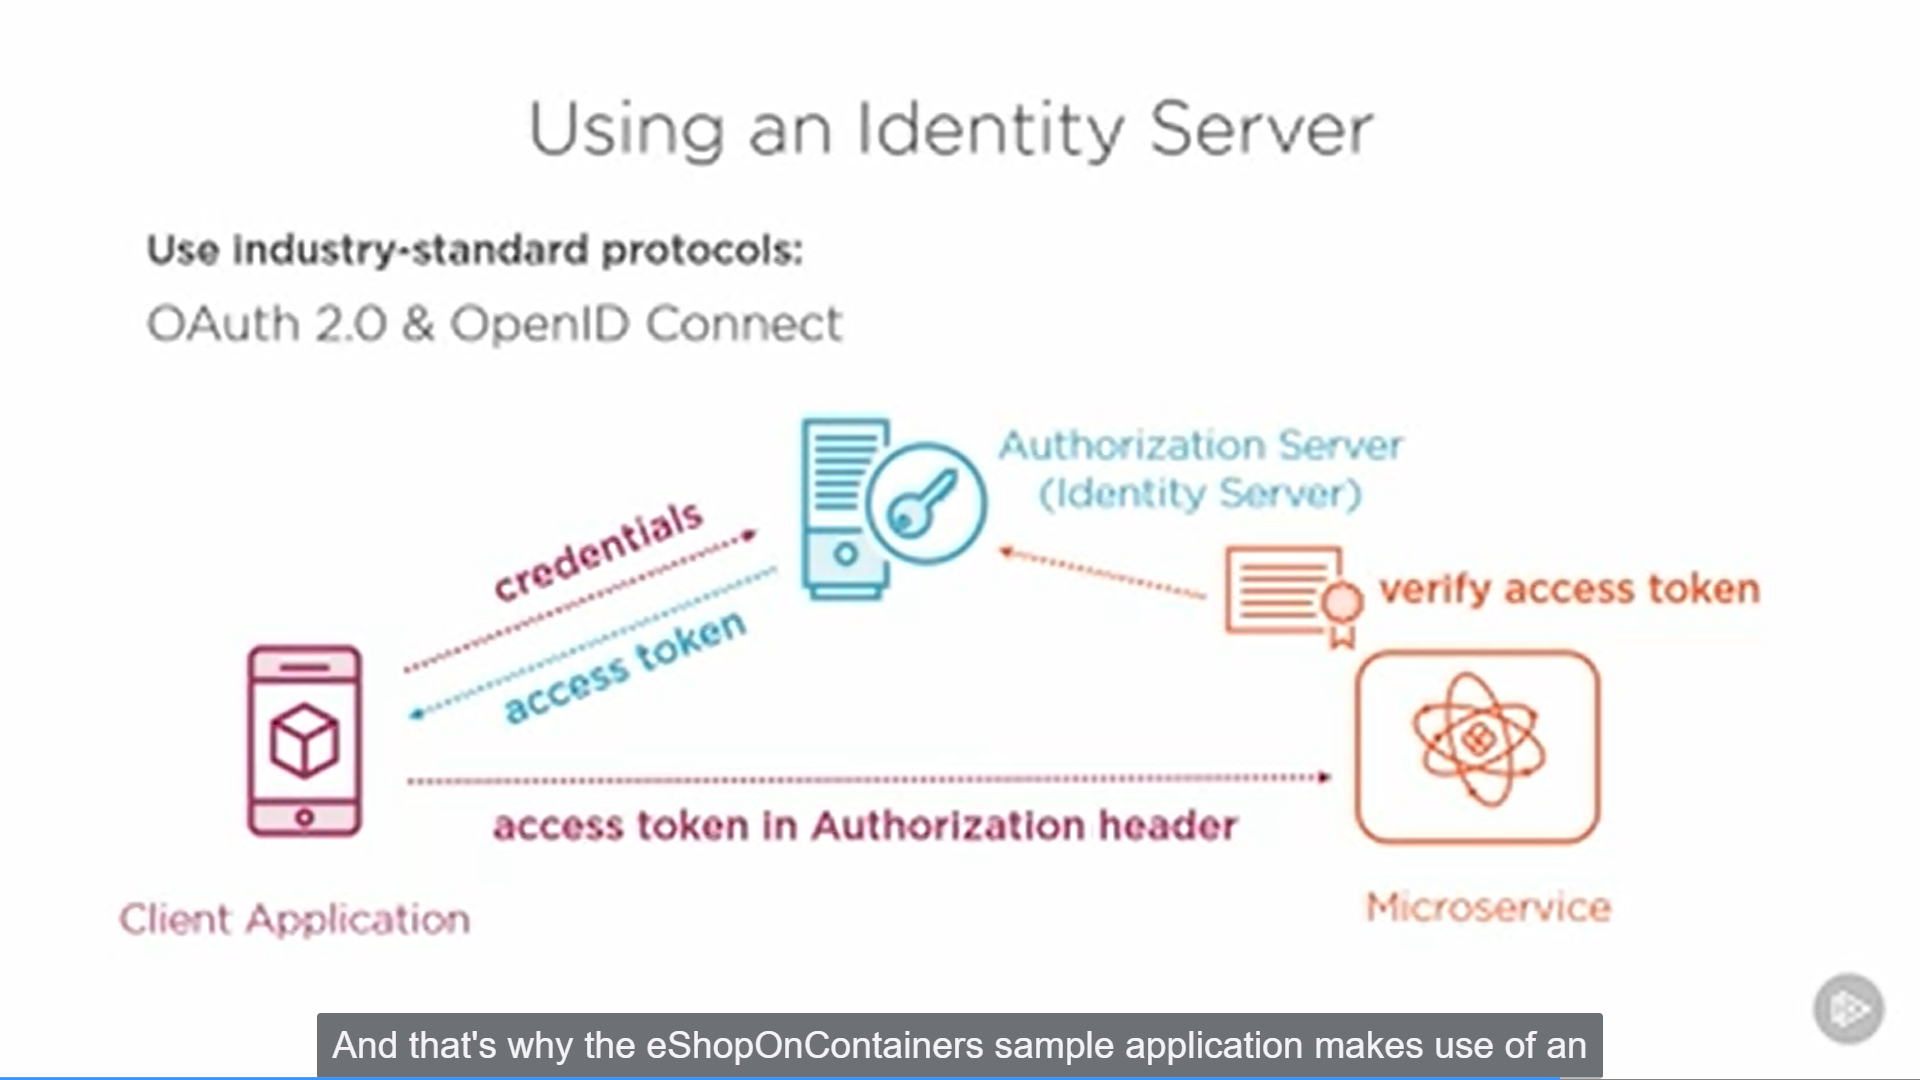 Using an Identity Server
Use industry-standard protocols:
OAuth 2.0 & OpenID Connect
Authorization Server
(Identity Server)
credentials
access token
verify access token
access token in Authorization header
Client Application
Microservice
And that's why the eShopOnContainers sample application makes use of an